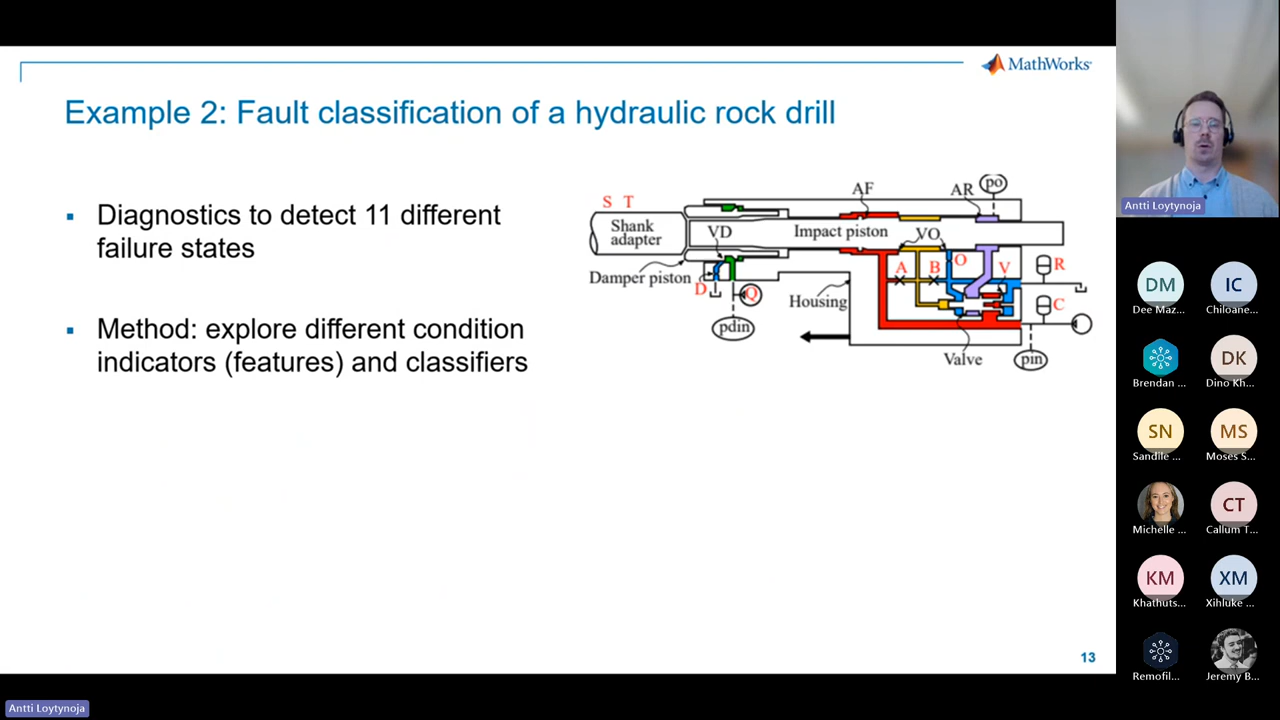 MathWorks
Example 2: Fault classification of a hydraulic rock drill
▪ Diagnostics to detect 11 different
failure states
▪ Method: explore different condition
indicators (features) and classifiers
S T
AF
AR
po
Shank
adapter
VD
Impact piston
VO
Damper piston
A
B
O
V
R
D
Q
Housing
C
pdin
Valve
pin
13
Antti Loytynoja
DM
IC
Dee Maz...
Chiloane...
DK
Brendan ...
Dino Kh...
SN
MS
Sandile ...
Moses S...
CT
Michelle ...
Callum T...
KM
XM
Khathuts...
Xihluke ...
Remofil...
Jeremy B...
Antti Loytynoja